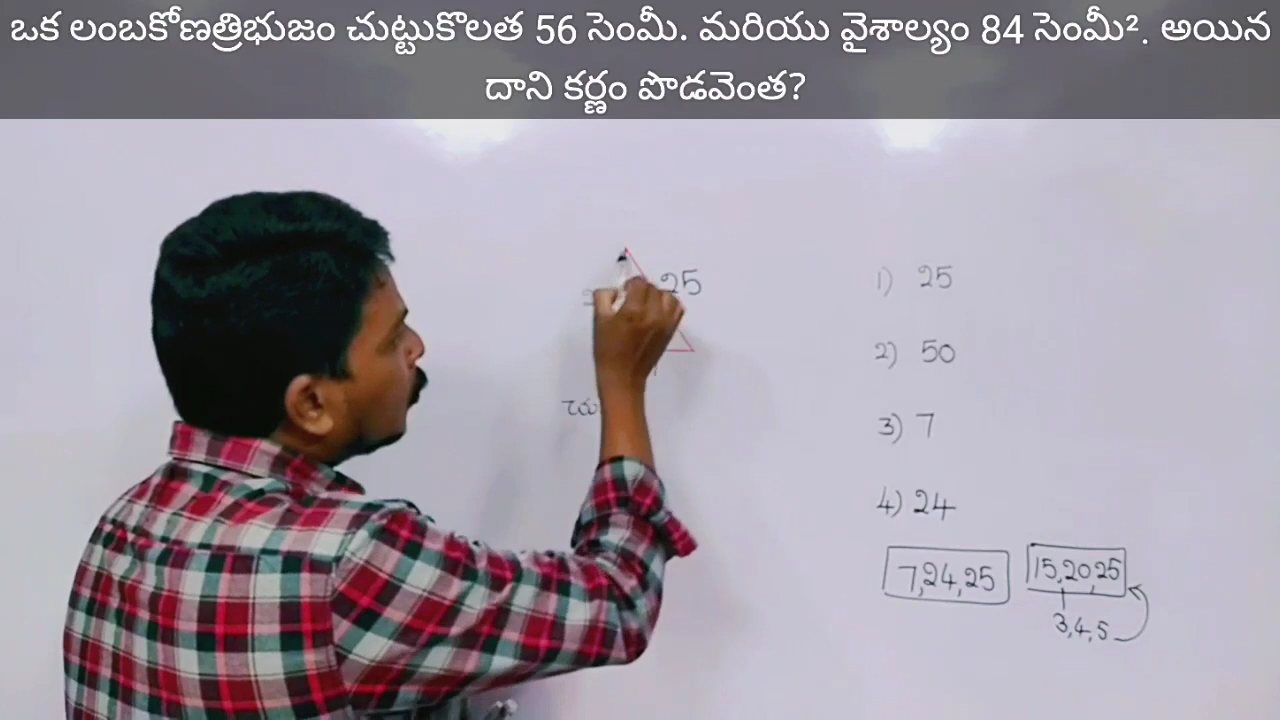 ఒక లంబకోణత్రిభుజం చుట్టుకొలత 56 సెంమీ. మరియు వైశాల్యం 84 సెంమీ². అయిన
దాని కర్ణం పొడవెంత?
25
చు
1) 25
2) 50
3) 7
4) 24
7,24,25
15,20,25
3,4,5